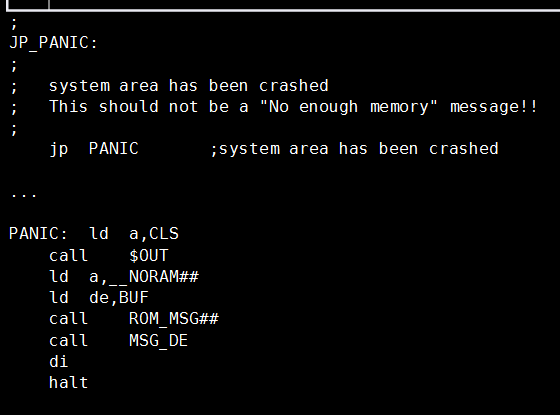 ;
JP_PANIC:
;
;   system area has been crashed
;   This should not be a "No enough memory" message!!
;
    jp  PANIC       ;system area has been crashed
...
PANIC:  ld  a,CLS
    call    $OUT
    ld  a,__NORAM##
    ld  de,BUF
    call    ROM_MSG##
    call    MSG_DE
    di
    halt